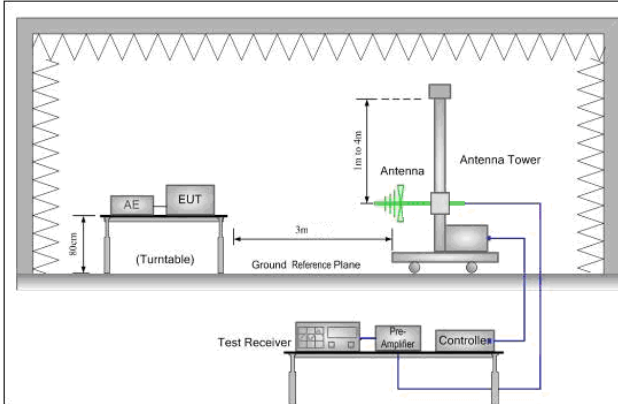 1m to 4m
Antenna
Antenna Tower
AE
EUT
80cm
(Turntable)
3m
Ground Reference Plane
Test Receiver
Pre-
Amplifier
Controller